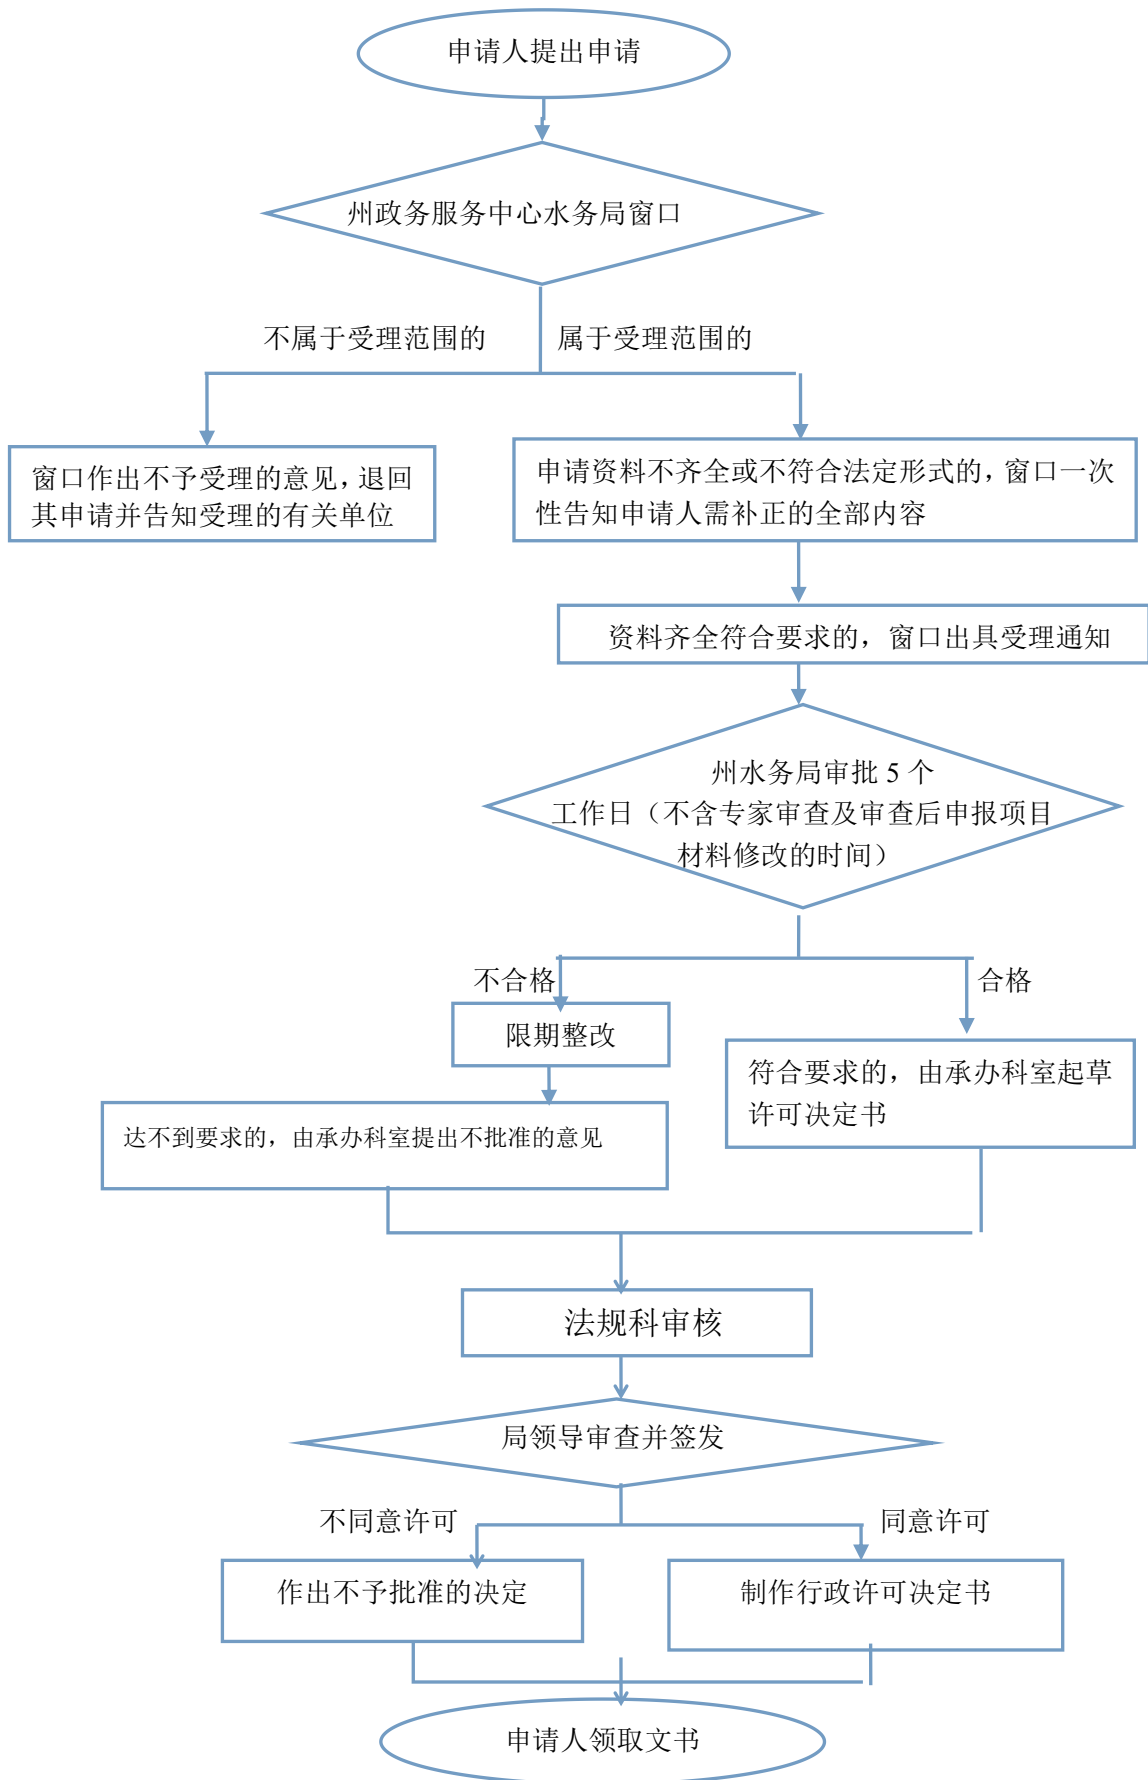 申请人提出申请
州政务服务中心水务局窗口
不属于受理范围的
属于受理范围的
窗口作出不予受理的意见，退回
其申请并告知受理的有关单位
申请资料不齐全或不符合法定形式的，窗口一次
性告知申请人需补正的全部内容
资料齐全符合要求的，窗口出具受理通知
州水务局审批 5 个
工作日（不含专家审查及审查后申报项目
材料修改的时间）
不合格
合格
限期整改
符合要求的，由承办科室起草
许可决定书
达不到要求的，由承办科室提出不批准的意见
法规科审核
局领导审查并签发
不同意许可
同意许可
作出不予批准的决定
制作行政许可决定书
申请人领取文书